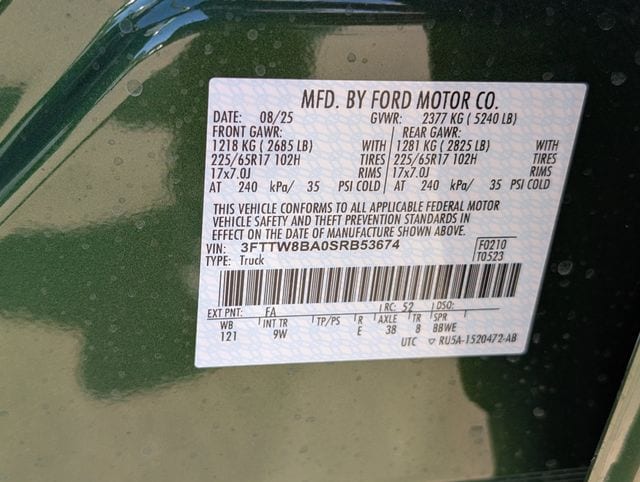 MFD. BY FORD MOTOR CO.
DATE: 08/25 GVWR: 2377 KG ( 5240 LB)
FRONT GAWR: REAR GAWR:
1218 KG ( 2685 LB) WITH 1281 KG ( 2825 LB) WITH
225/65R17 102H TIRES 225/65R17 102H TIRES
17x7.0J RIMS 17x7.0J RIMS
AT 240 kPa/ 35 PSI COLD AT 240 kPa/ 35 PSI COLD
THIS VEHICLE CONFORMS TO ALL APPLICABLE FEDERAL MOTOR
VEHICLE SAFETY AND THEFT PREVENTION STANDARDS IN
EFFECT ON THE DATE OF MANUFACTURE SHOWN ABOVE.
VIN: 3FTTW8BA0SRB53674 F0210
TYPE: Truck T0523
EXT PNT: FA RC: 52 DSO:
WB INT TR TP/PS R AXLE TR SPR
121 9W E 38 8 BBWE
UTC ▽ RU5A-1520472-AB